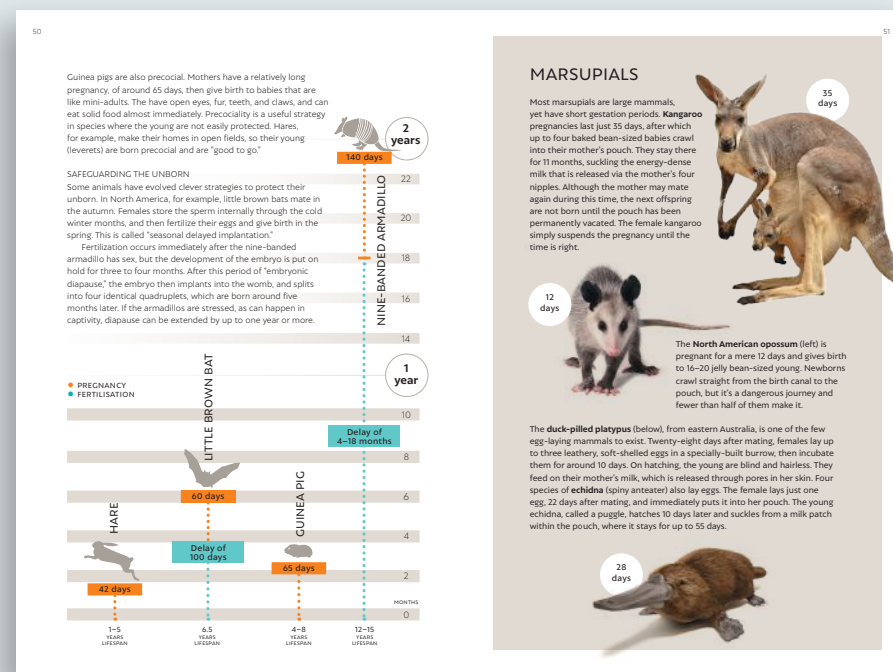 50
Guinea pigs are also precocial. Mothers have a relatively long
pregnancy, of around 65 days, then give birth to babies that are
like mini-adults. The have open eyes, fur, teeth, and claws, and can
eat solid food almost immediately. Precociality is a useful strategy
in species where the young are not easily protected. Hares,
for example, make their homes in open fields, so their young
(leverets) are born precocial and are “good to go.”
SAFEGUARDING THE UNBORN
Some animals have evolved clever strategies to protect their
unborn. In North America, for example, little brown bats mate in
the autumn. Females store the sperm internally through the cold
winter months, and then fertilize their eggs and give birth in the
spring. This is called “seasonal delayed implantation.”
Fertilization occurs immediately after the nine-banded
armadillo has sex, but the development of the embryo is put on
hold for three to four months. After this period of “embryonic
diapause,” the embryo then implants into the womb, and splits
into four identical quadruplets, which are born around five
months later. If the armadillos are stressed, as can happen in
captivity, diapause can be extended by up to one year or more.
PREGNANCY
FERTILISATION
2
years
140 days
22
20
18
16
14
NINE-BANDED ARMADILLO
1
year
10
Delay of
4–18 months
8
6
4
2
MONTHS
0
LITTLE BROWN BAT
60 days
Delay of
100 days
HARE
42 days
GUINEA PIG
65 days
1–5
YEARS
LIFESPAN
6.5
YEARS
LIFESPAN
4–8
YEARS
LIFESPAN
12–15
YEARS
LIFESPAN
51
MARSUPIALS
Most marsupials are large mammals,
yet have short gestation periods. Kangaroo
pregnancies last just 35 days, after which
up to four baked bean-sized babies crawl
into their mother’s pouch. They stay there
for 11 months, suckling the energy-dense
milk that is released via the mother’s four
nipples. Although the mother may mate
again during this time, the next offspring
are not born until the pouch has been
permanently vacated. The female kangaroo
simply suspends the pregnancy until the
time is right.
35
days
12
days
The North American opossum (left) is
pregnant for a mere 12 days and gives birth
to 16–20 jelly bean-sized young. Newborns
crawl straight from the birth canal to the
pouch, but it’s a dangerous journey and
fewer than half of them make it.
The duck-pilled platypus (below), from eastern Australia, is one of the few
egg-laying mammals to exist. Twenty-eight days after mating, females lay up
to three leathery, soft-shelled eggs in a specially-built burrow, then incubate
them for around 10 days. On hatching, the young are blind and hairless. They
feed on their mother’s milk, which is released through pores in her skin. Four
species of echidna (spiny anteater) also lay eggs. The female lays just one
egg, 22 days after mating, and immediately puts it into her pouch. The young
echidna, called a puggle, hatches 10 days later and suckles from a milk patch
within the pouch, where it stays for up to 55 days.
28
days